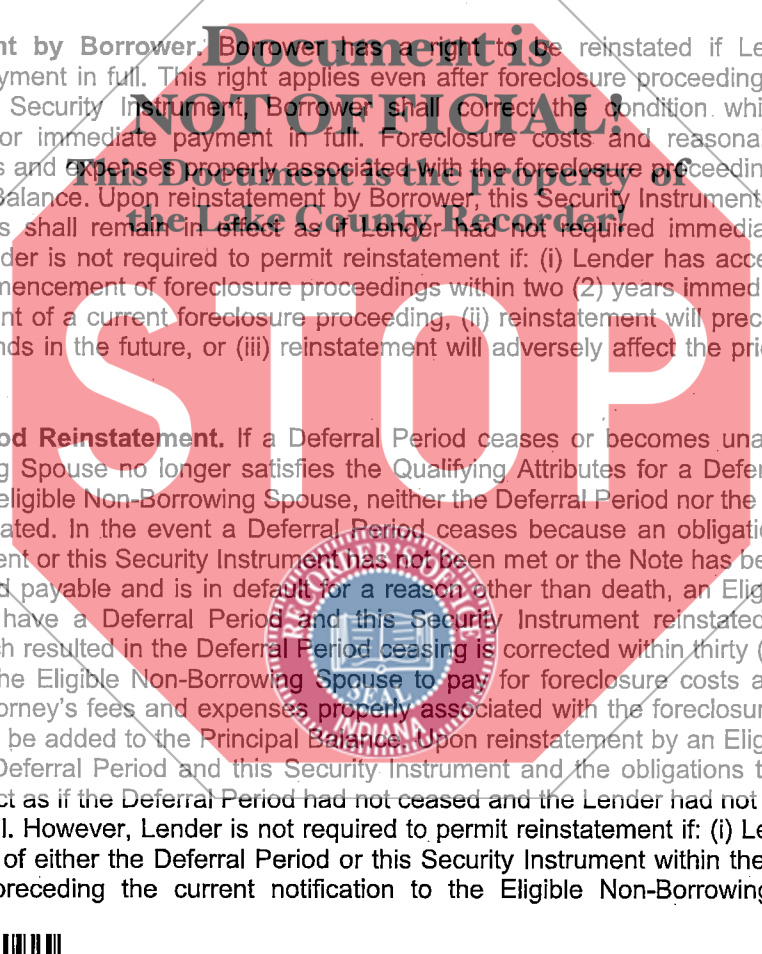 Document is
NOT OFFICIAL!
This Document is the property of
the Lake County Recorder!
STOP
RECORDER'S OFFICE
SEAL
INDIANA
nt by Borrower. Borrower has a right to be reinstated if Le
yment in full. This right applies even after foreclosure proceeding
Security Instrument, Borrower shall correct the condition whi
or immediate payment in full. Foreclosure costs and reasona
s and expenses properly associated with the foreclosure proceedin
Balance. Upon reinstatement by Borrower, this Security Instrument
s shall remain in effect as if Lender had not required immedia
der is not required to permit reinstatement if: (i) Lender has acce
mencement of foreclosure proceedings within two (2) years immed
nt of a current foreclosure proceeding, (ii) reinstatement will prec
nds in the future, or (iii) reinstatement will adversely affect the pri
od Reinstatement. If a Deferral Period ceases or becomes una
g Spouse no longer satisfies the Qualifying Attributes for a Defer
eligible Non-Borrowing Spouse, neither the Deferral Period nor the
ated. In the event a Deferral Period ceases because an obligati
ent or this Security Instrument has not been met or the Note has be
d payable and is in default for a reason other than death, an Elig
have a Deferral Period and this Security Instrument reinstated
h resulted in the Deferral Period ceasing is corrected within thirty (
he Eligible Non-Borrowing Spouse to pay for foreclosure costs a
orney's fees and expenses properly associated with the foreclosur
be added to the Principal Balance. Upon reinstatement by an Elig
Deferral Period and this Security Instrument and the obligations t
ct as if the Deferral Period had not ceased and the Lender had not
l. However, Lender is not required to permit reinstatement if: (i) Le
of either the Deferral Period or this Security Instrument within the
preceding the current notification to the Eligible Non-Borrowing